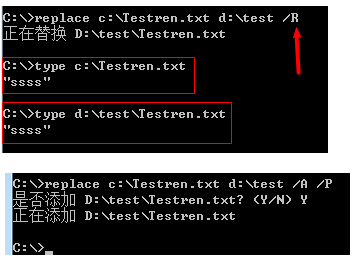 C:\>replace c:\Testren.txt d:\test /R
正在替换 D:\test\Testren.txt
C:\>type c:\Testren.txt
"ssss"
C:\>type d:\test\Testren.txt
"ssss"
C:\>replace c:\Testren.txt d:\test /A /P
是否添加 D:\test\Testren.txt? (Y/N) Y
正在添加 D:\test\Testren.txt
C:\>